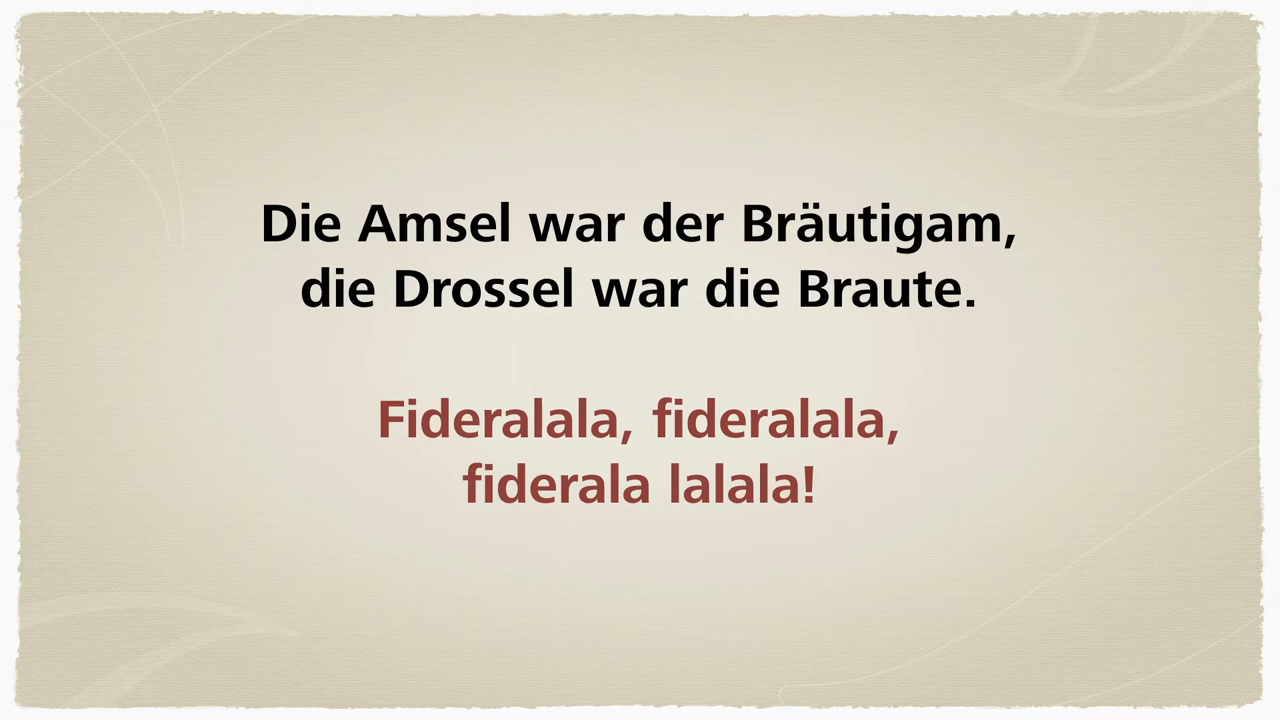 Die Amsel war der Bräutigam,
die Drossel war die Braute.
Fideralala, fideralala,
fiderala lalala!